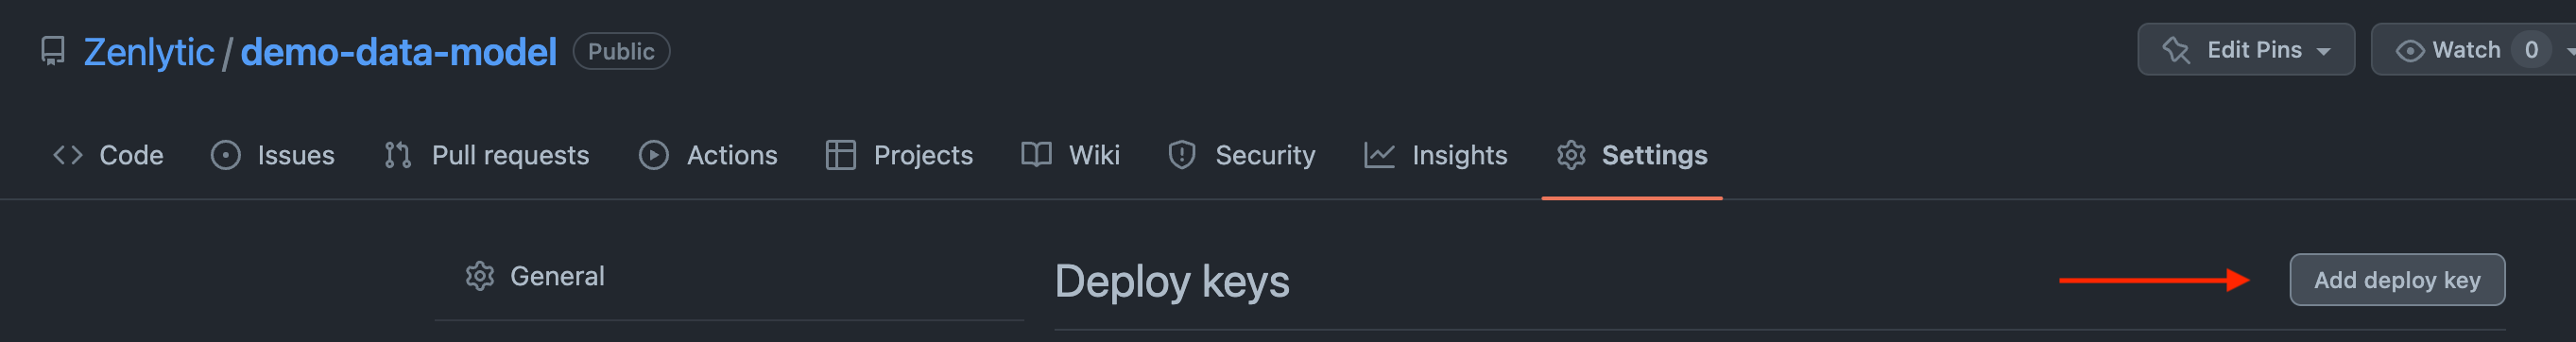 Zenlytic / demo-data-model Public Edit Pins Watch 0
Code Issues Pull requests Actions Projects Wiki Security Insights Settings
General
Deploy keys Add deploy key